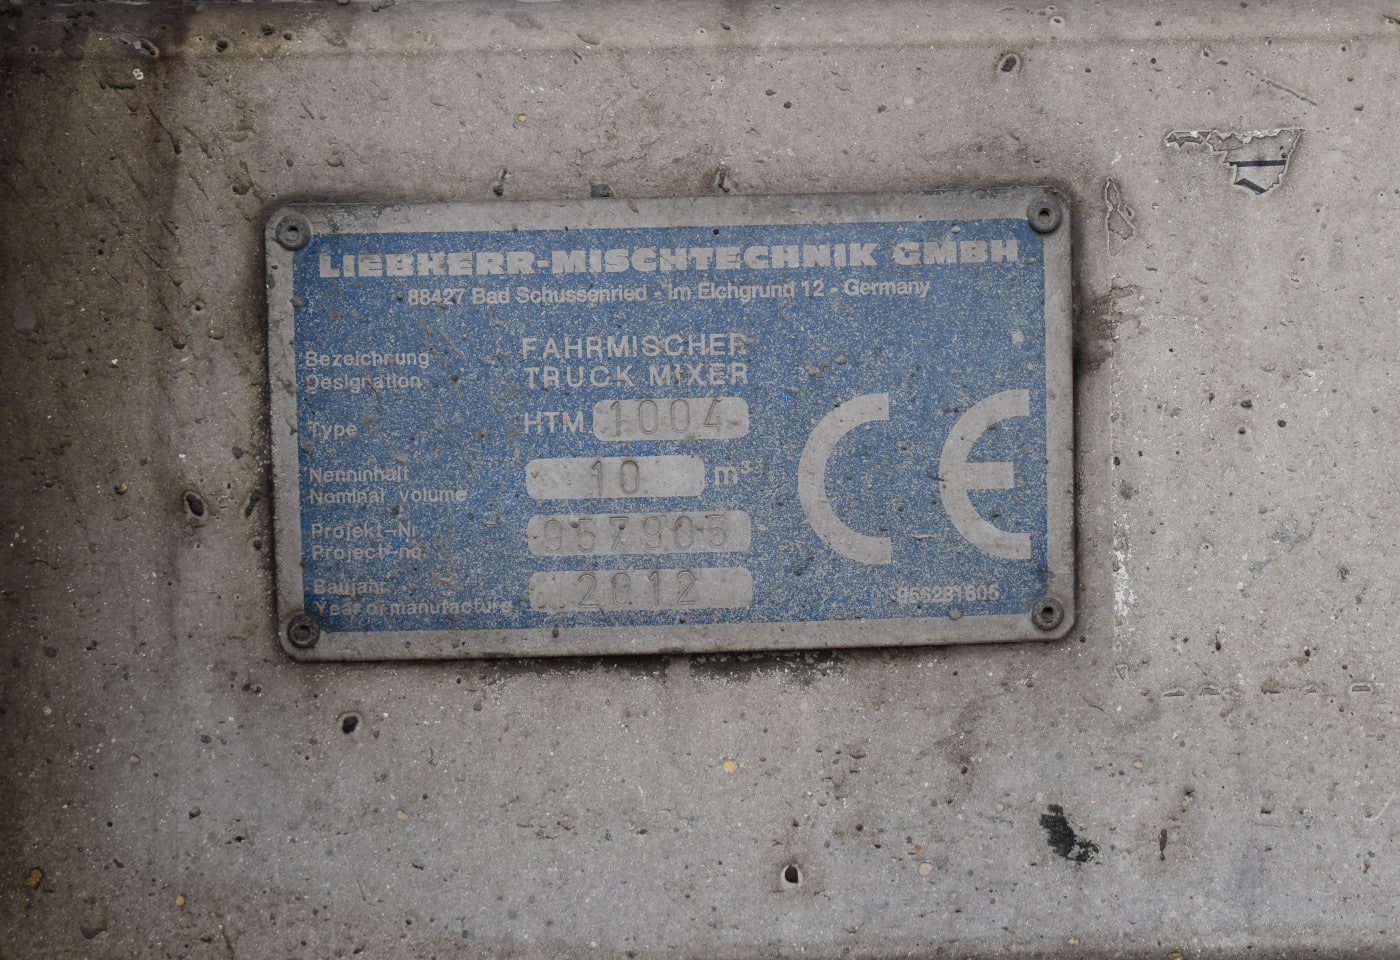 LIEBHERR-MISCHTECHNIK GMBH
88427 Bad Schussenried - Im Eichgrund 12 - Germany
Bezeichnung
Designation
FAHRMISCHER
TRUCK MIXER
Type
HTM 1004
Nenninhalt
Nominal volume
10 m³
Projekt-Nr.
Project-no.
957905
Baujahr
Year of manufacture
2012
CE
956281605